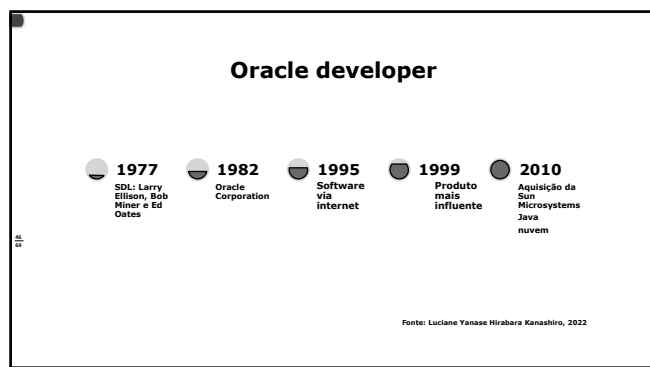 Oracle developer
1977
SDL: Larry
Ellison, Bob
Miner e Ed
Oates
1982
Oracle
Corporation
1995
Software
via
internet
1999
Produto
mais
influente
2010
Aquisição da
Sun
Microsystems
Java
nuvem
46
64
Fonte: Luciane Yanase Hirabara Kanashiro, 2022